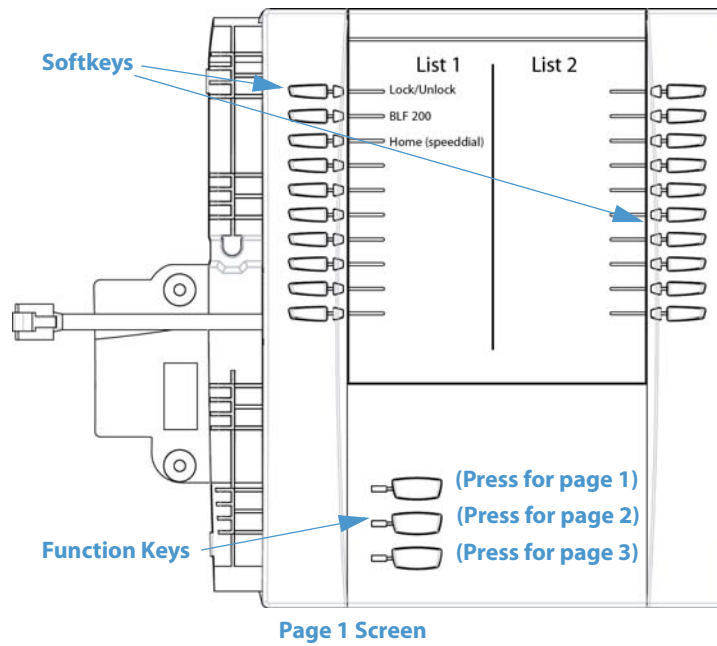 Softkeys
List 1 List 2
Lock/Unlock
BLF 200
Home (speeddial)
(Press for page 1)
(Press for page 2)
Function Keys
(Press for page 3)
Page 1 Screen